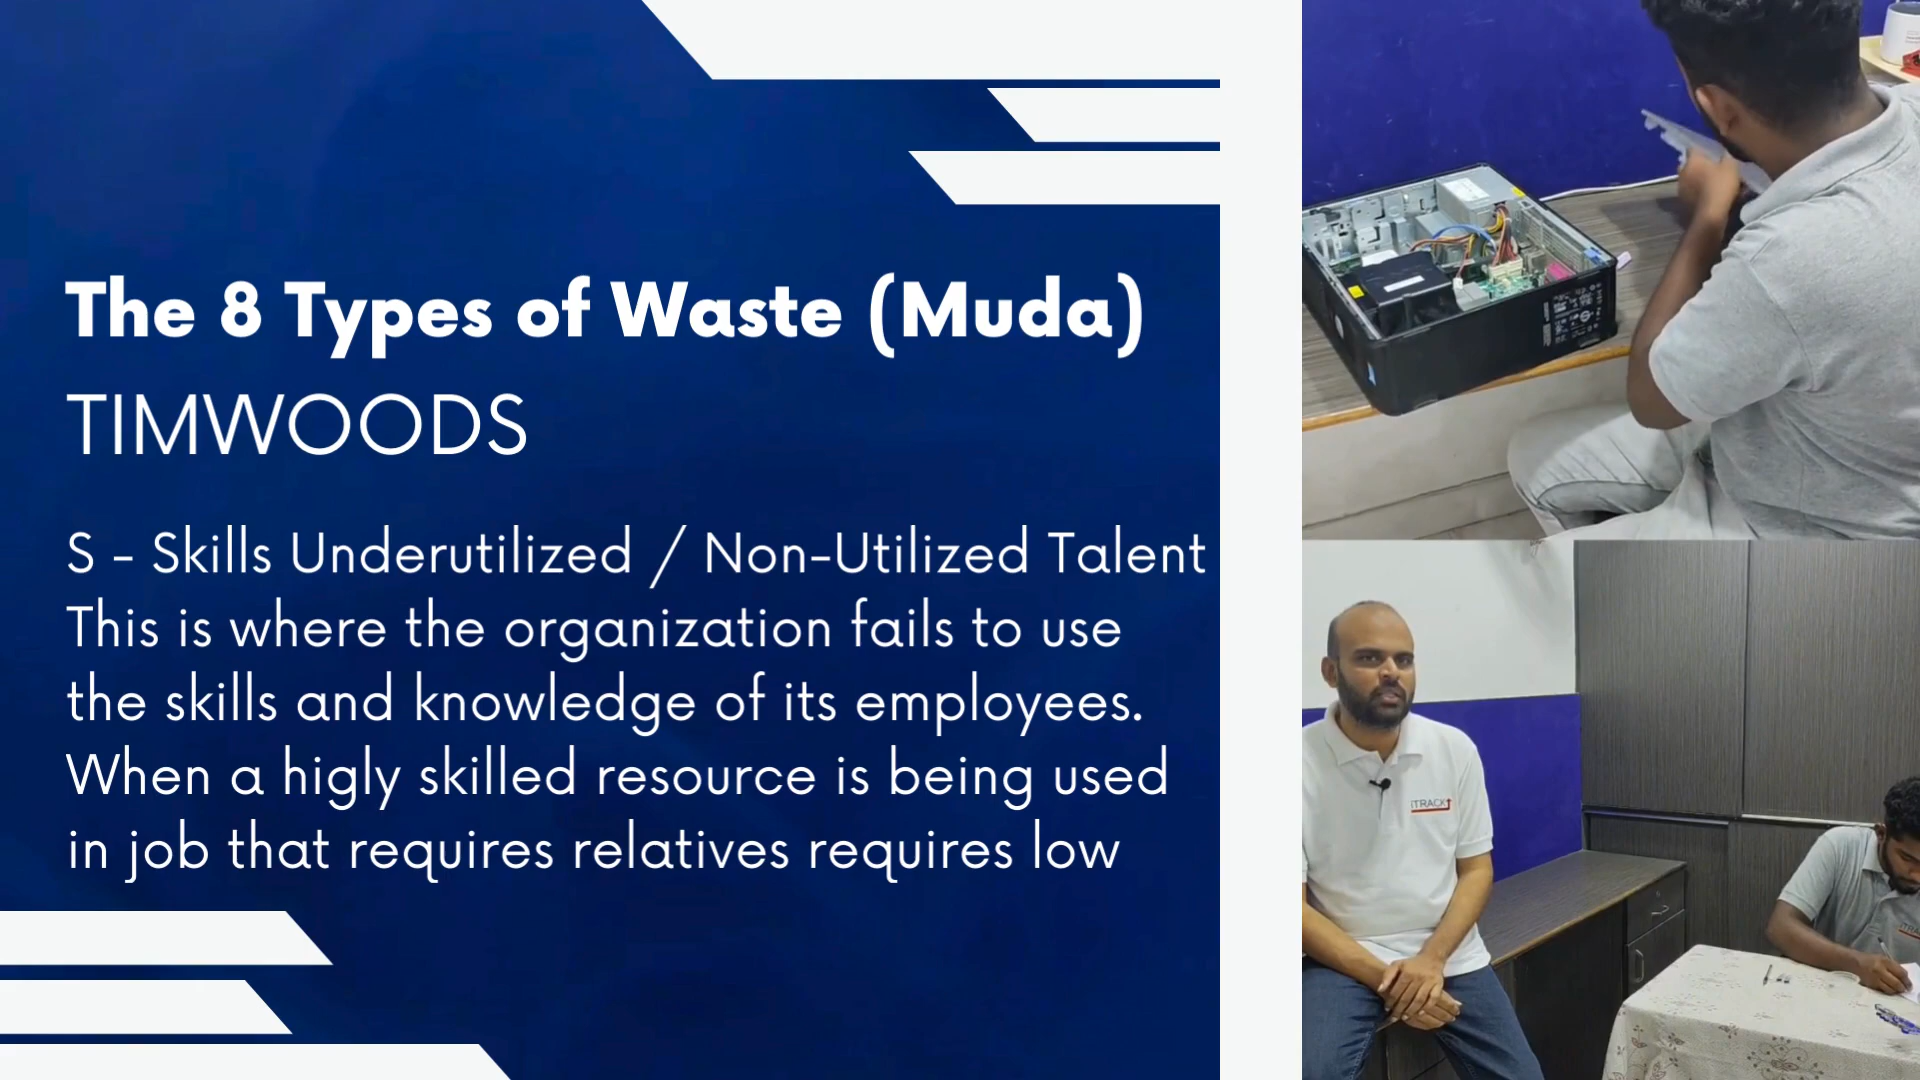 The 8 Types of Waste (Muda)
TIMWOODS
S - Skills Underutilized / Non-Utilized Talent
This is where the organization fails to use
the skills and knowledge of its employees.
When a higly skilled resource is being used
in job that requires relatives requires low
iTRACK